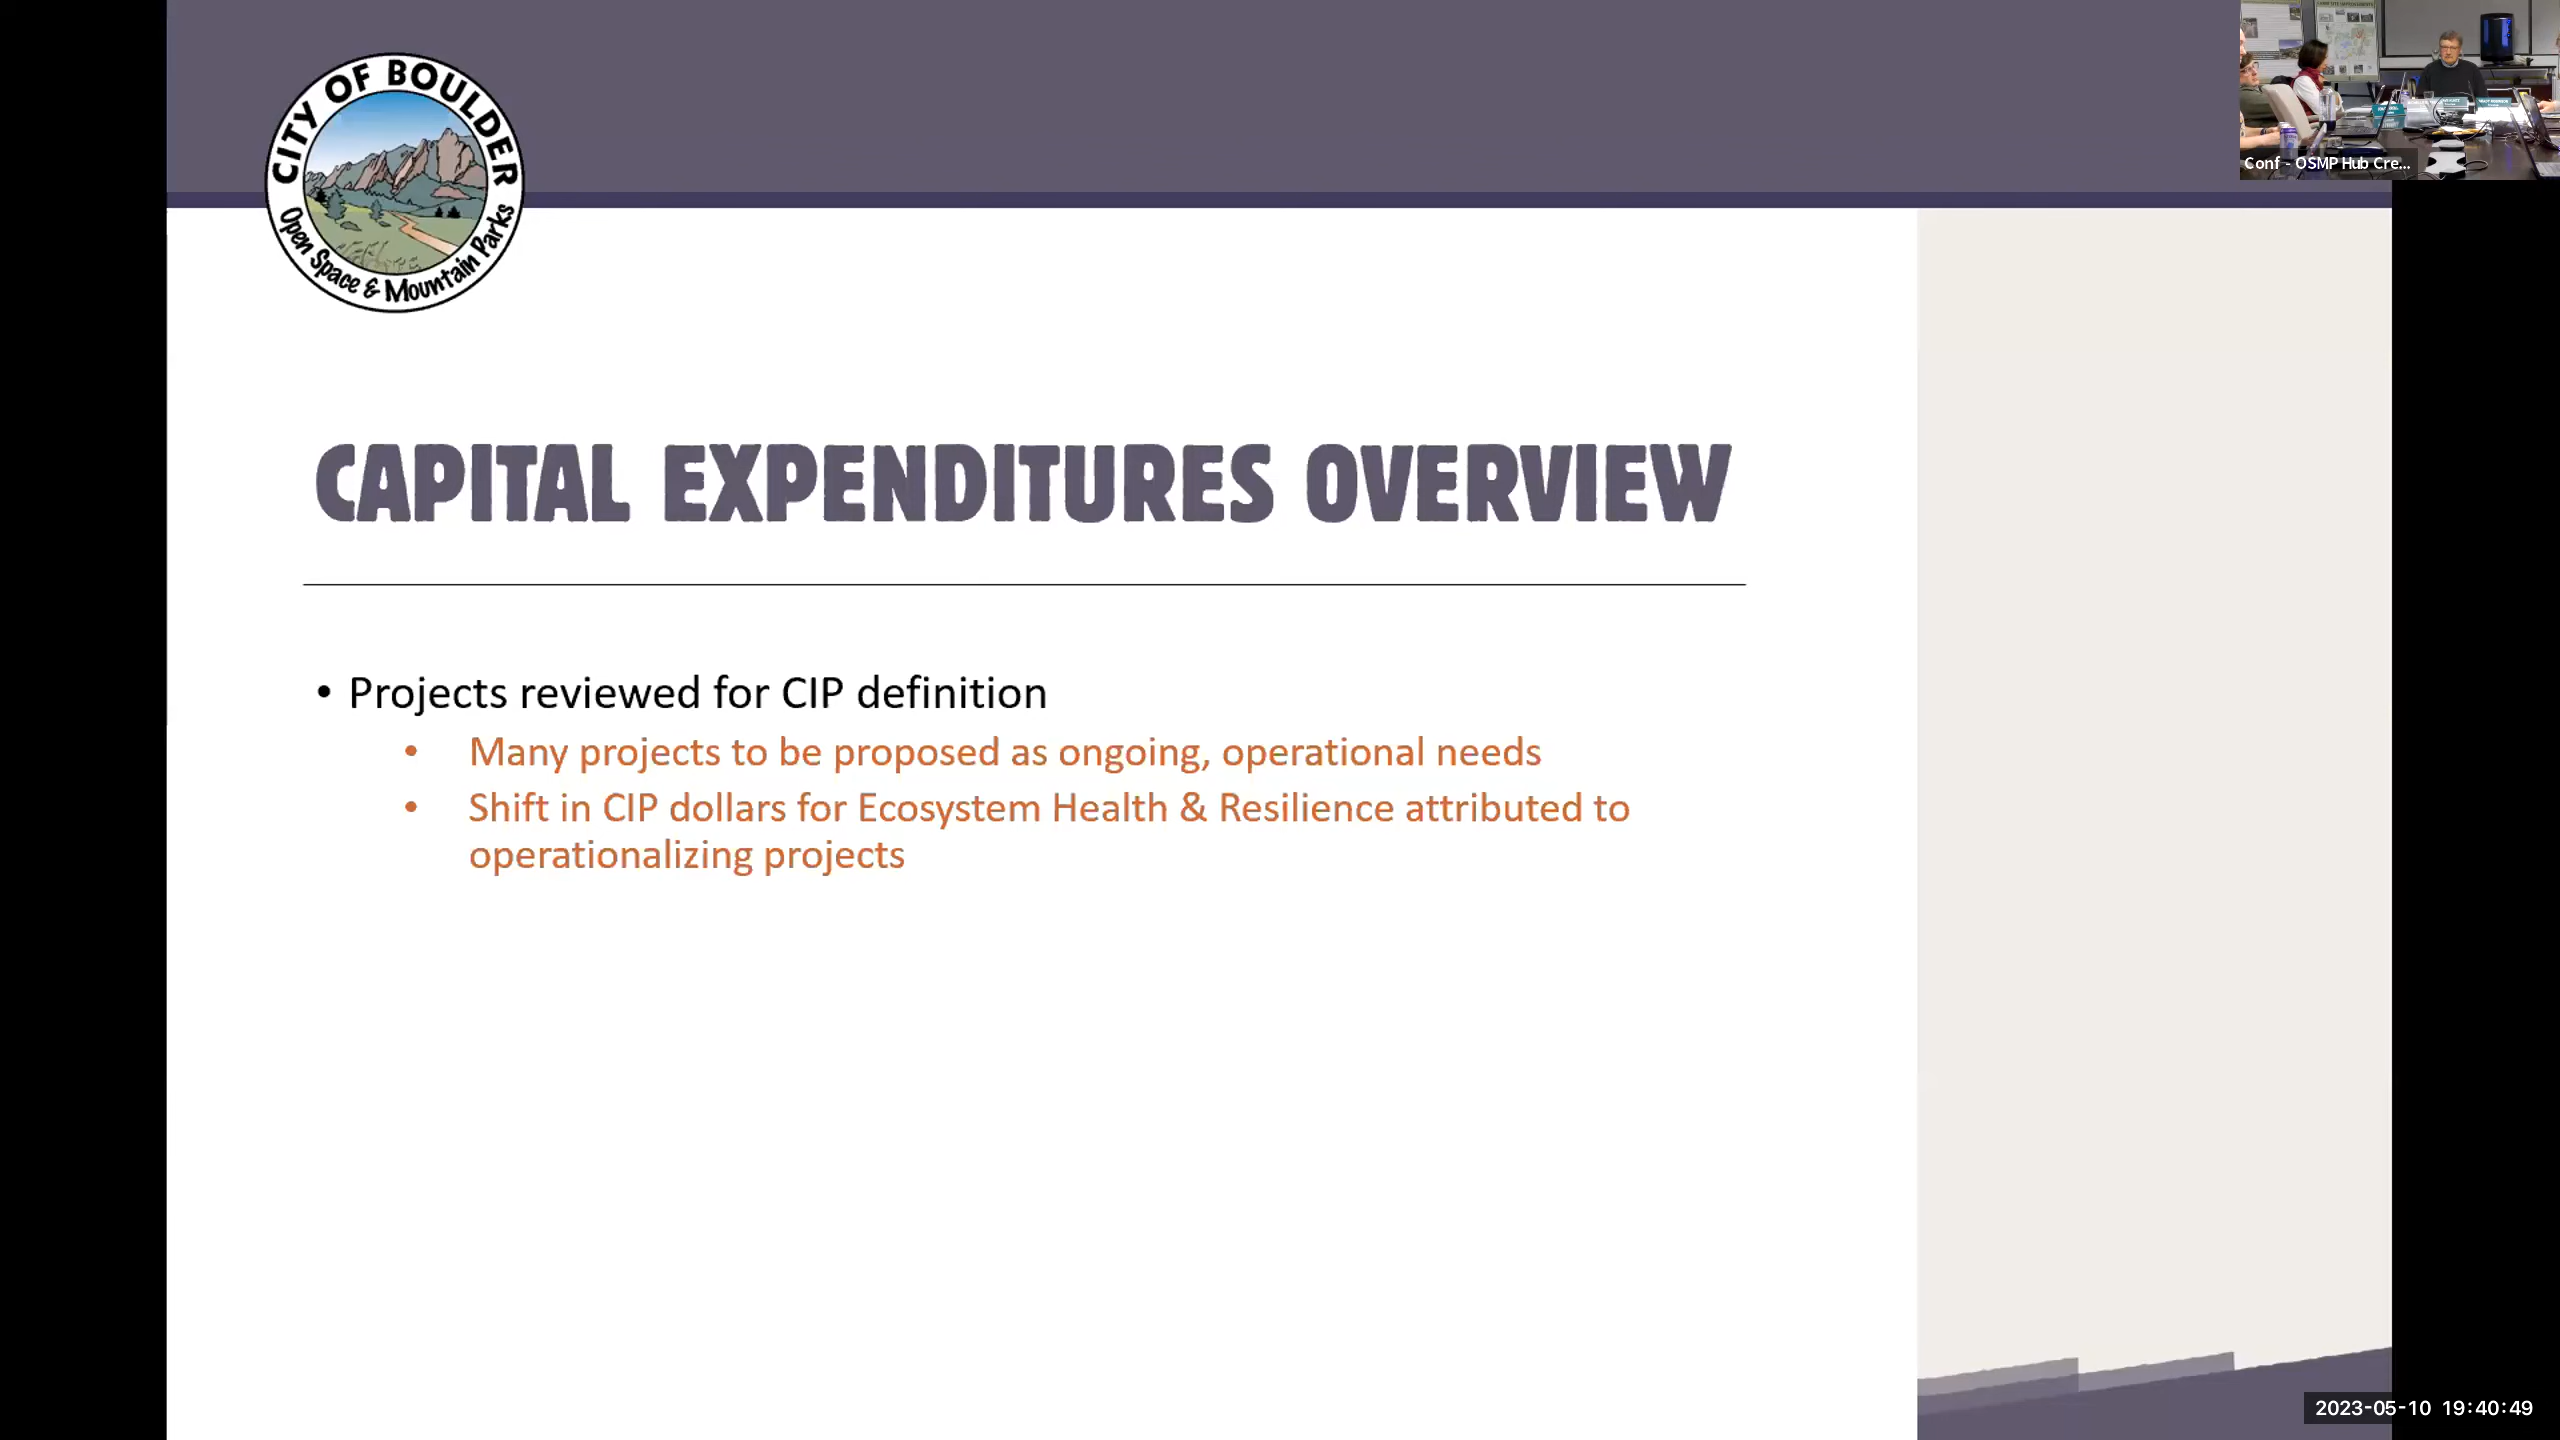 CITY OF BOULDER
Open Space & Mountain Parks
Conf - OSMP Hub Cre...
CAPITAL EXPENDITURES OVERVIEW
• Projects reviewed for CIP definition
• Many projects to be proposed as ongoing, operational needs
• Shift in CIP dollars for Ecosystem Health & Resilience attributed to
operationalizing projects
2023-05-10 19:40:49